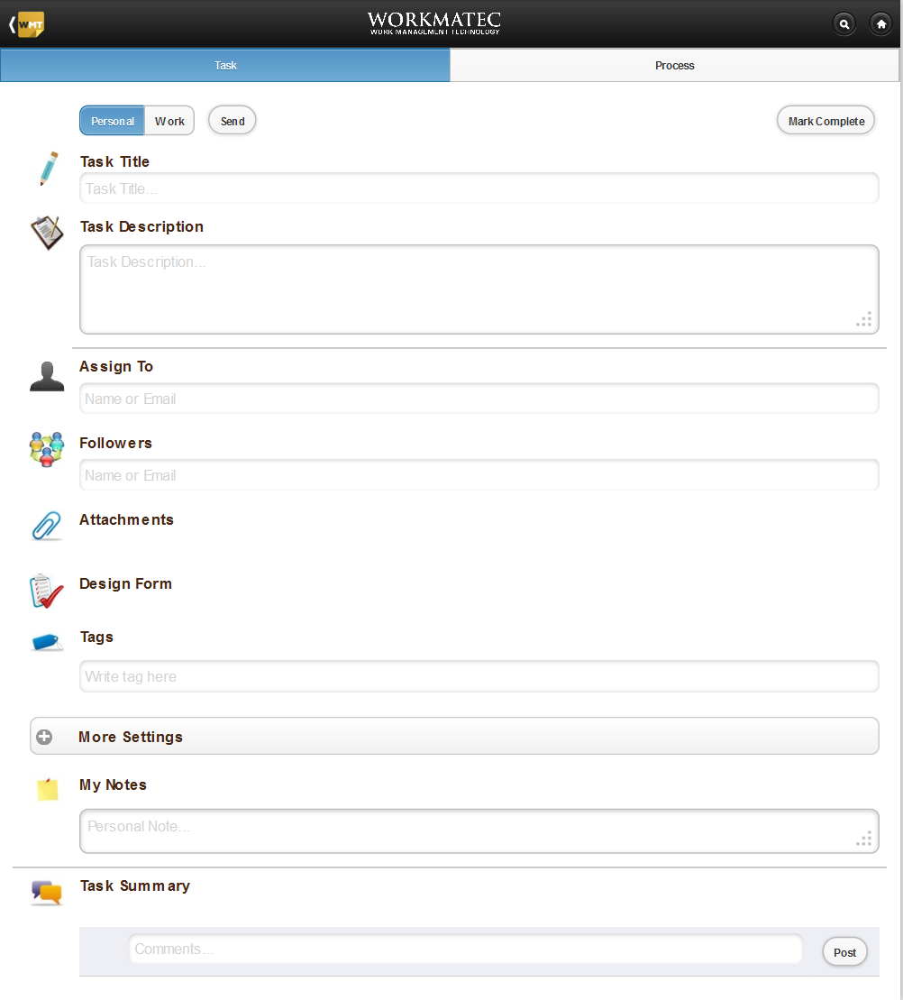 WMT
WORKMATEC
WORK MANAGEMENT TECHNOLOGY
Task Process
Personal Work Send Mark Complete
Task Title
Task Title...
Task Description
Task Description...
Assign To
Name or Email
Followers
Name or Email
Attachments
Design Form
Tags
Write tag here
More Settings
My Notes
Personal Note...
Task Summary
Comments...
Post